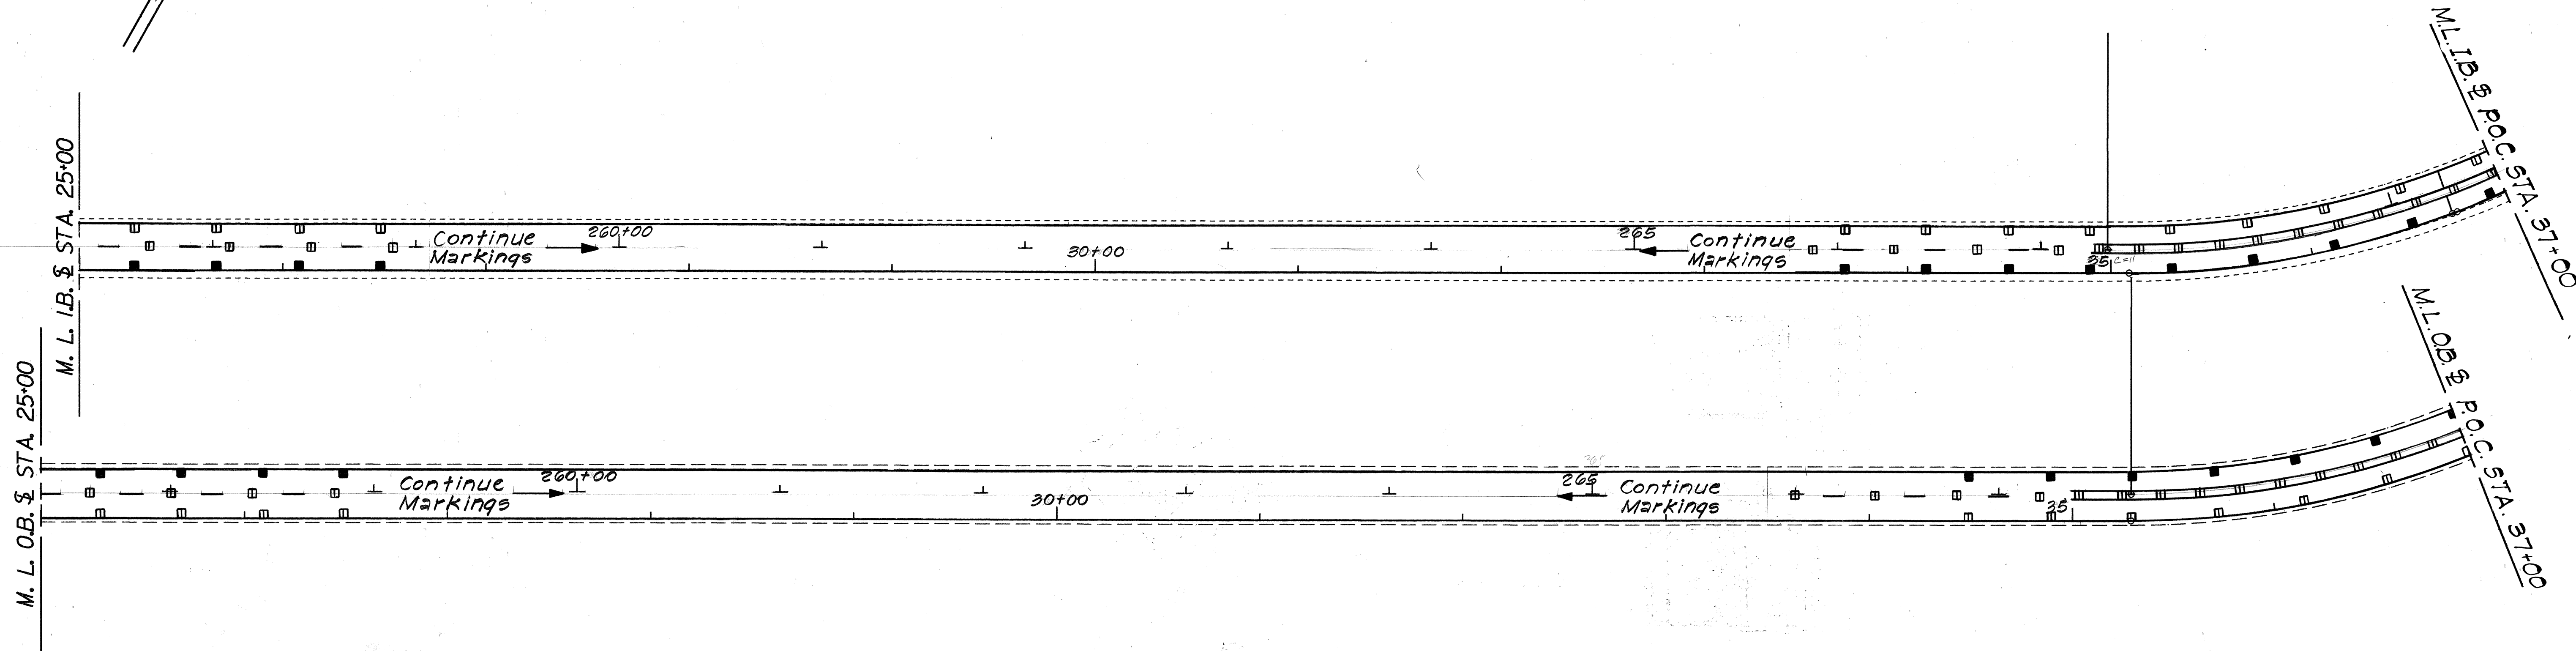 M. L. I.B. ⅊ STA. 25+00
Continue
Markings
260+00
30+00
265
Continue
Markings
35
C=11
M.L.I.B. ⅊ P.O.C. STA. 37+00
M. L. O.B. ⅊ STA. 25+00
Continue
Markings
260+00
30+00
265
Continue
Markings
35
M.L.O.B. ⅊ P.O.C. STA. 37+00